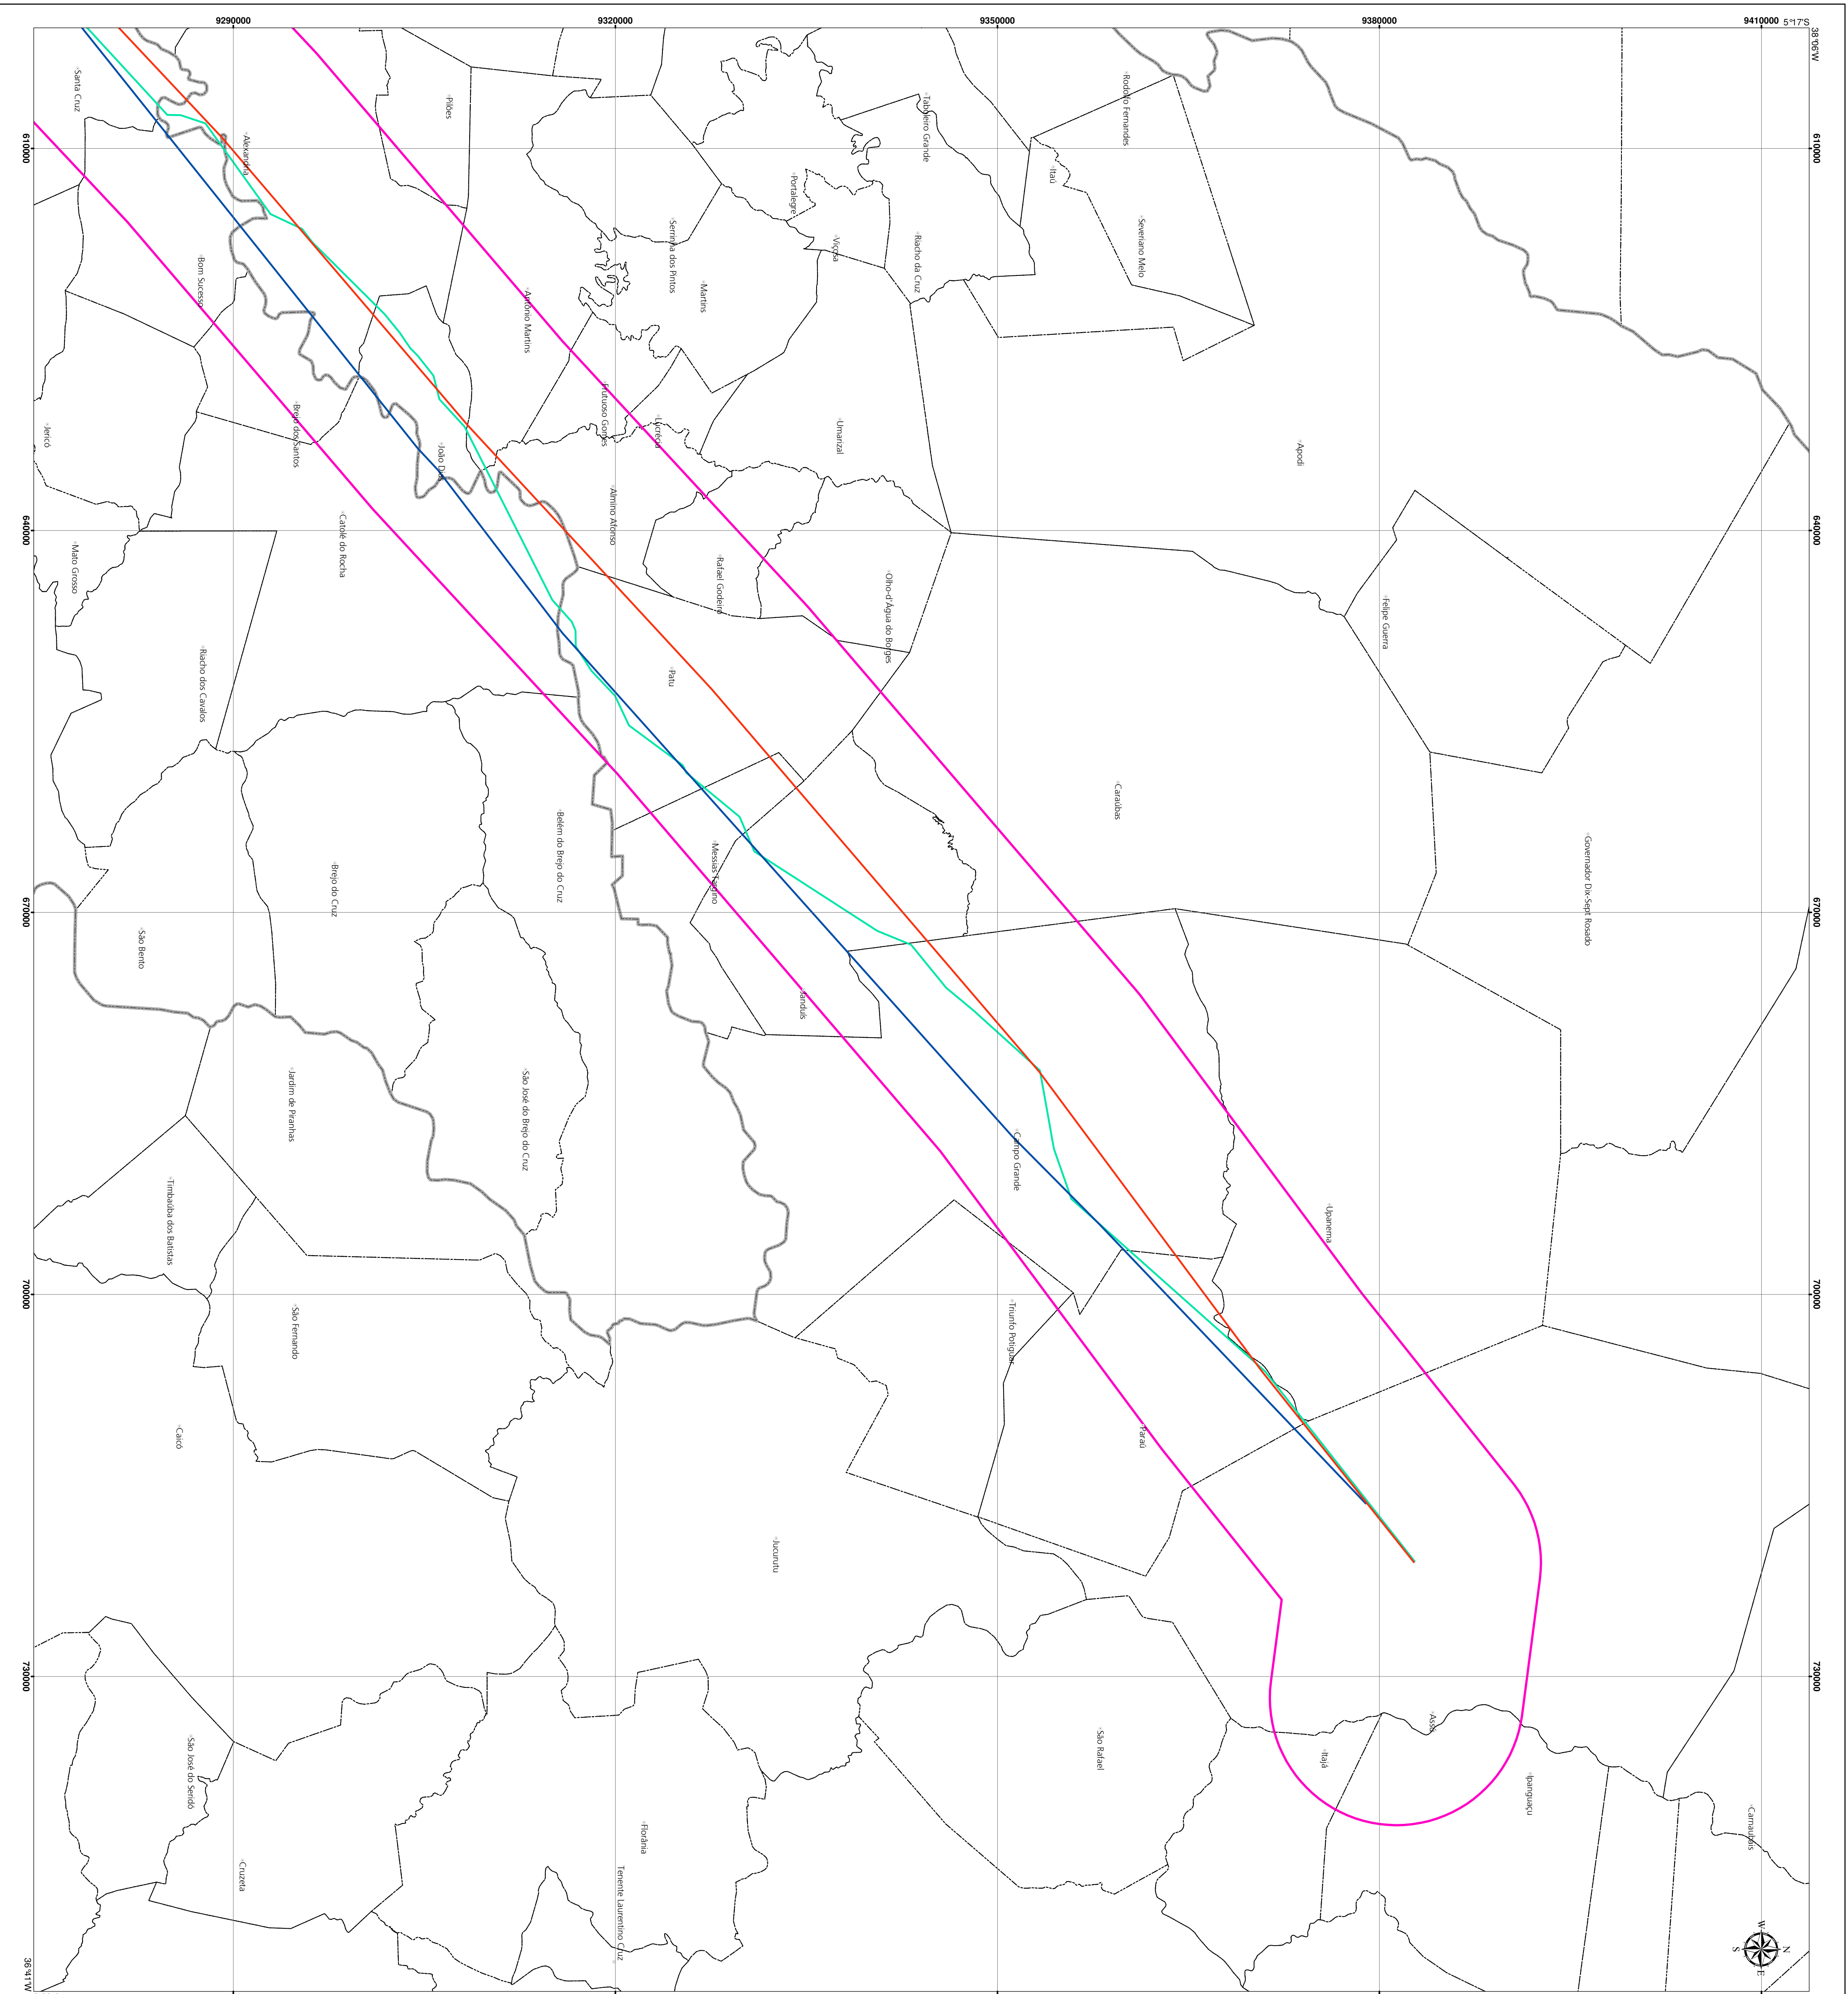 9290000
9320000
9350000
9380000
9410000
5°17'S
38°06'W
610000
610000
640000
640000
670000
670000
700000
700000
730000
730000
36°41'W
Santa Cruz
Alexandria
Pilões
Tabuleiro Grande
Rodolfo Fernandes
Itaú
Portalegre
Viçosa
Serrinha dos Pintos
Riacho da Cruz
Severiano Melo
Bom Sucesso
Antônio Martins
Martins
Frutuoso Gomes
Lucrécia
Umarizal
Apodi
Jericó
Brejo dos Santos
João Dias
Almino Afonso
Mato Grosso
Catolé do Rocha
Rafael Godeiro
Olho-d'Água do Borges
Felipe Guerra
Riacho dos Cavalos
Patu
Caraúbas
Belém do Brejo do Cruz
Messias Targino
Governador Dix-Sept Rosado
Brejo do Cruz
São Bento
Janduís
Jardim de Piranhas
São José do Brejo do Cruz
Campo Grande
Timbaúba dos Batistas
Upanema
São Fernando
Triunfo Potiguar
Caicó
Paraú
Jucurutu
São José do Seridó
São Rafael
Assú
Itajá
Ipanguaçu
Carnaubais
Florânia
Cruzeta
Tenente Laurentino Cruz
N
W
E
S